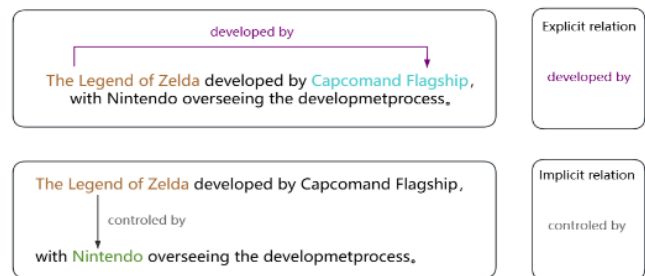 developed by
The Legend of Zelda developed by Capcomand Flagship,
with Nintendo overseeing the developmetprocess。
Explicit relation
developed by
The Legend of Zelda developed by Capcomand Flagship,
controled by
with Nintendo overseeing the developmetprocess。
Implicit relation
controled by